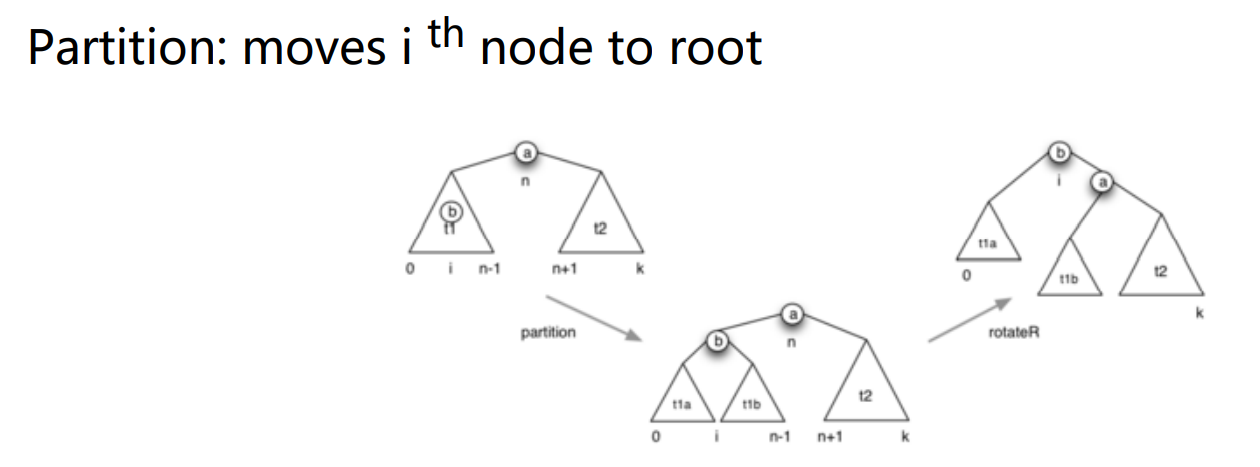 Partition: moves i th node to root
a
n
b
t1
t2
0 i n-1 n+1 k
partition
a
b
n
t1a t1b t2
0 i n-1 n+1 k
rotateR
b
i
a
t1a
0
t1b
t2
k